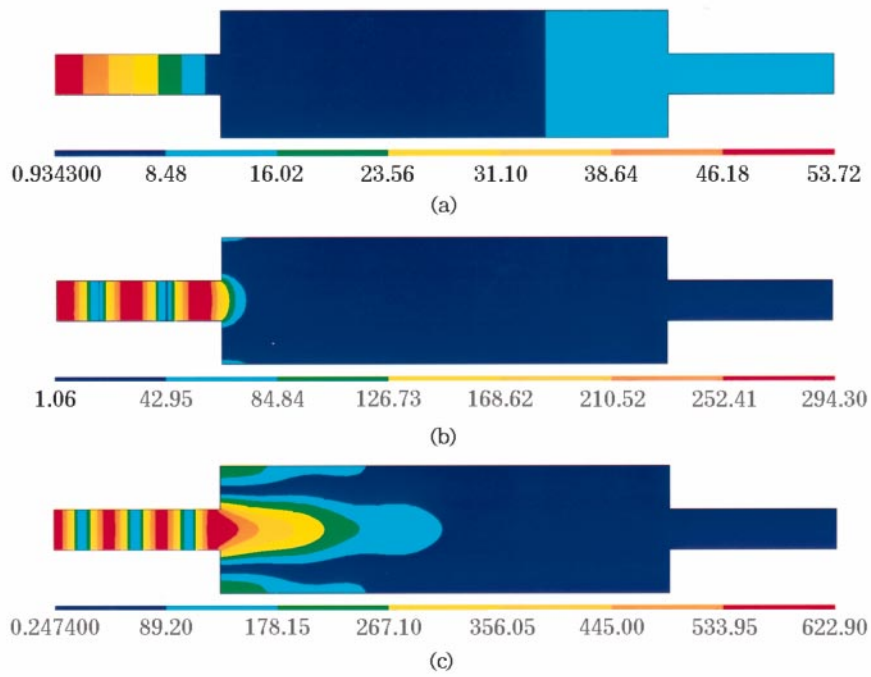 0.934300 8.48 16.02 23.56 31.10 38.64 46.18 53.72
(a)
1.06 42.95 84.84 126.73 168.62 210.52 252.41 294.30
(b)
0.247400 89.20 178.15 267.10 356.05 445.00 533.95 622.90
(c)